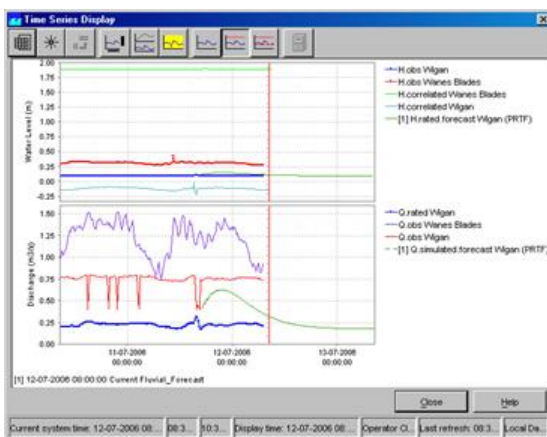 Time Series Display
2.00
1.75
1.50
1.25
1.00
0.75
0.50
0.25
0.00
-0.25
Water Level (m)
H.obs Wigan
H.obs Wanes Blades
H.correlated Wanes Blades
H.correlated Wigan
[1] H.rated.forecast Wigan (PRTF)
1.50
1.25
1.00
0.75
0.50
0.25
0.00
Discharge (m3/s)
Q.rated Wigan
Q.obs Wanes Blades
Q.obs Wigan
[1] Q.simulated.forecast Wigan (PRTF)
11-07-2006 12-07-2006 13-07-2006
00:00:00 00:00:00 00:00:00
[1] 12-07-2006 08:00:00 Current Fluvial_Forecast
Close Help
Current system time: 12-07-2006 08:... 08:3... 10:3... Display time: 12-07-2006 08:... Operator Cl... Last refresh: 08:3... Local Da...